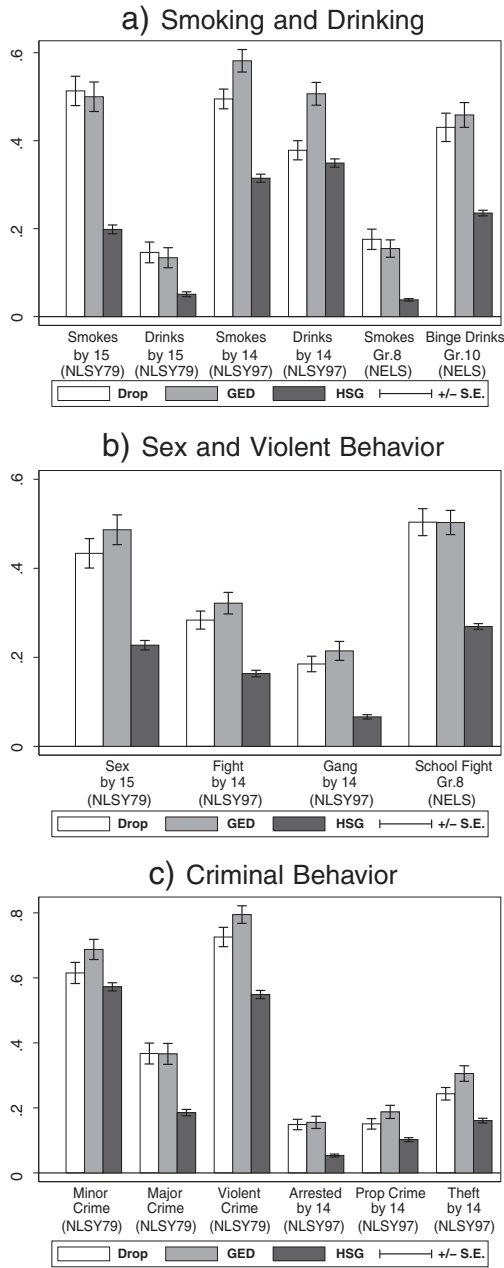 a) Smoking and Drinking
.6
.4
.2
0
Smokes by 15 (NLSY79)
Drinks by 15 (NLSY79)
Smokes by 14 (NLSY97)
Drinks by 14 (NLSY97)
Smokes Gr.8 (NELS)
Binge Drinks Gr.10 (NELS)
Drop GED HSG +/− S.E.
b) Sex and Violent Behavior
.6
.4
.2
0
Sex by 15 (NLSY79)
Fight by 14 (NLSY97)
Gang by 14 (NLSY97)
School Fight Gr.8 (NELS)
Drop GED HSG +/− S.E.
c) Criminal Behavior
.8
.6
.4
.2
0
Minor Crime (NLSY79)
Major Crime (NLSY79)
Violent Crime (NLSY79)
Arrested by 14 (NLSY97)
Prop Crime by 14 (NLSY97)
Theft by 14 (NLSY97)
Drop GED HSG +/− S.E.